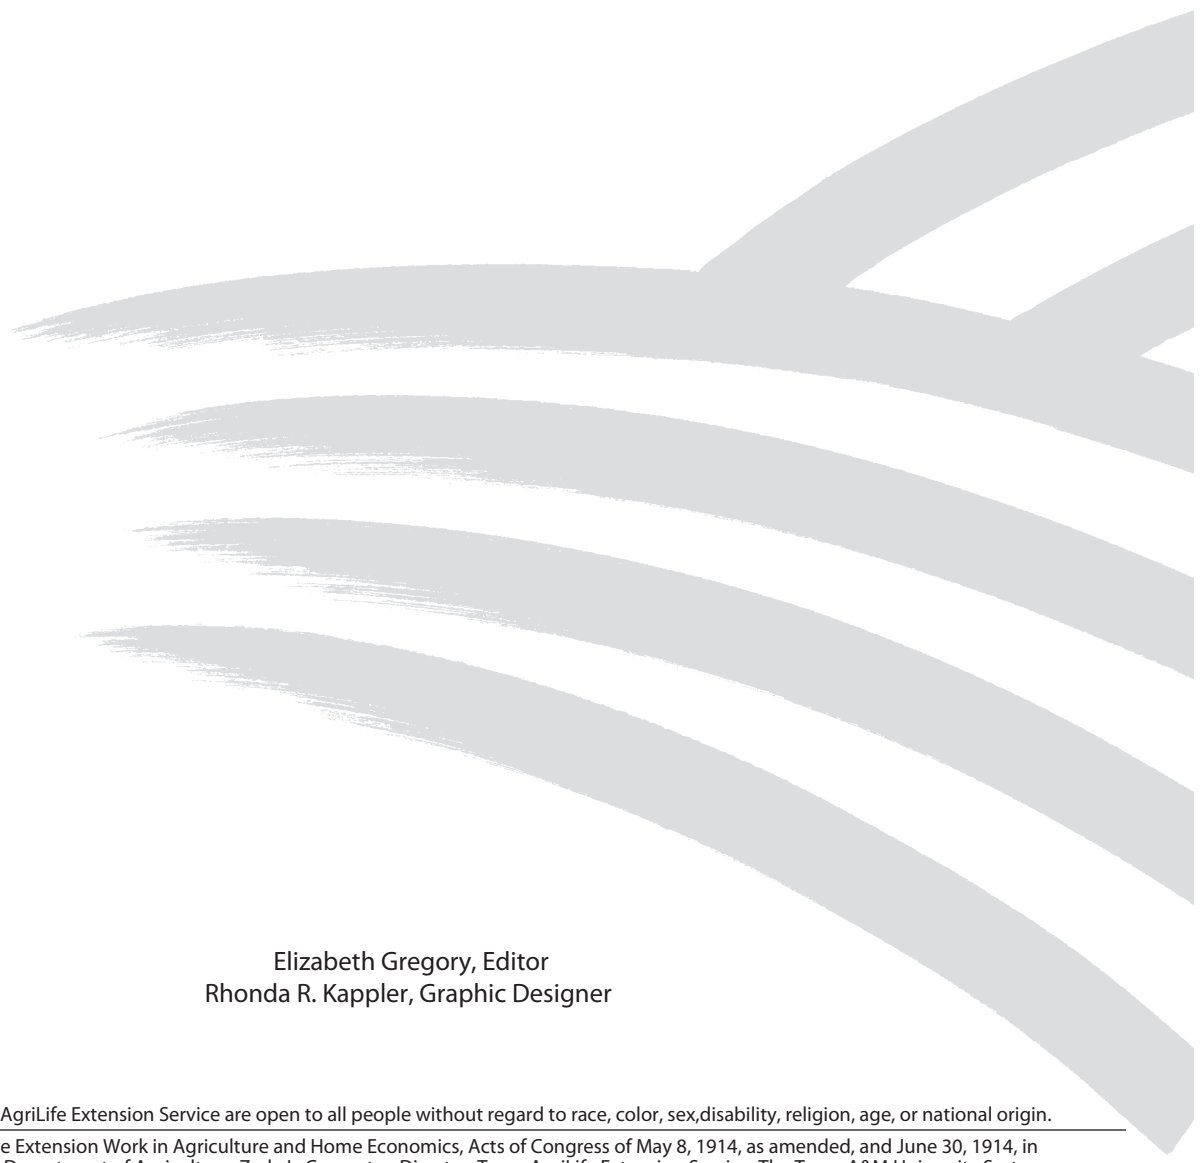 Elizabeth Gregory, Editor
Rhonda R. Kappler, Graphic Designer
AgriLife Extension Service are open to all people without regard to race, color, sex,disability, religion, age, or national origin.
e Extension Work in Agriculture and Home Economics, Acts of Congress of May 8, 1914, as amended, and June 30, 1914, in